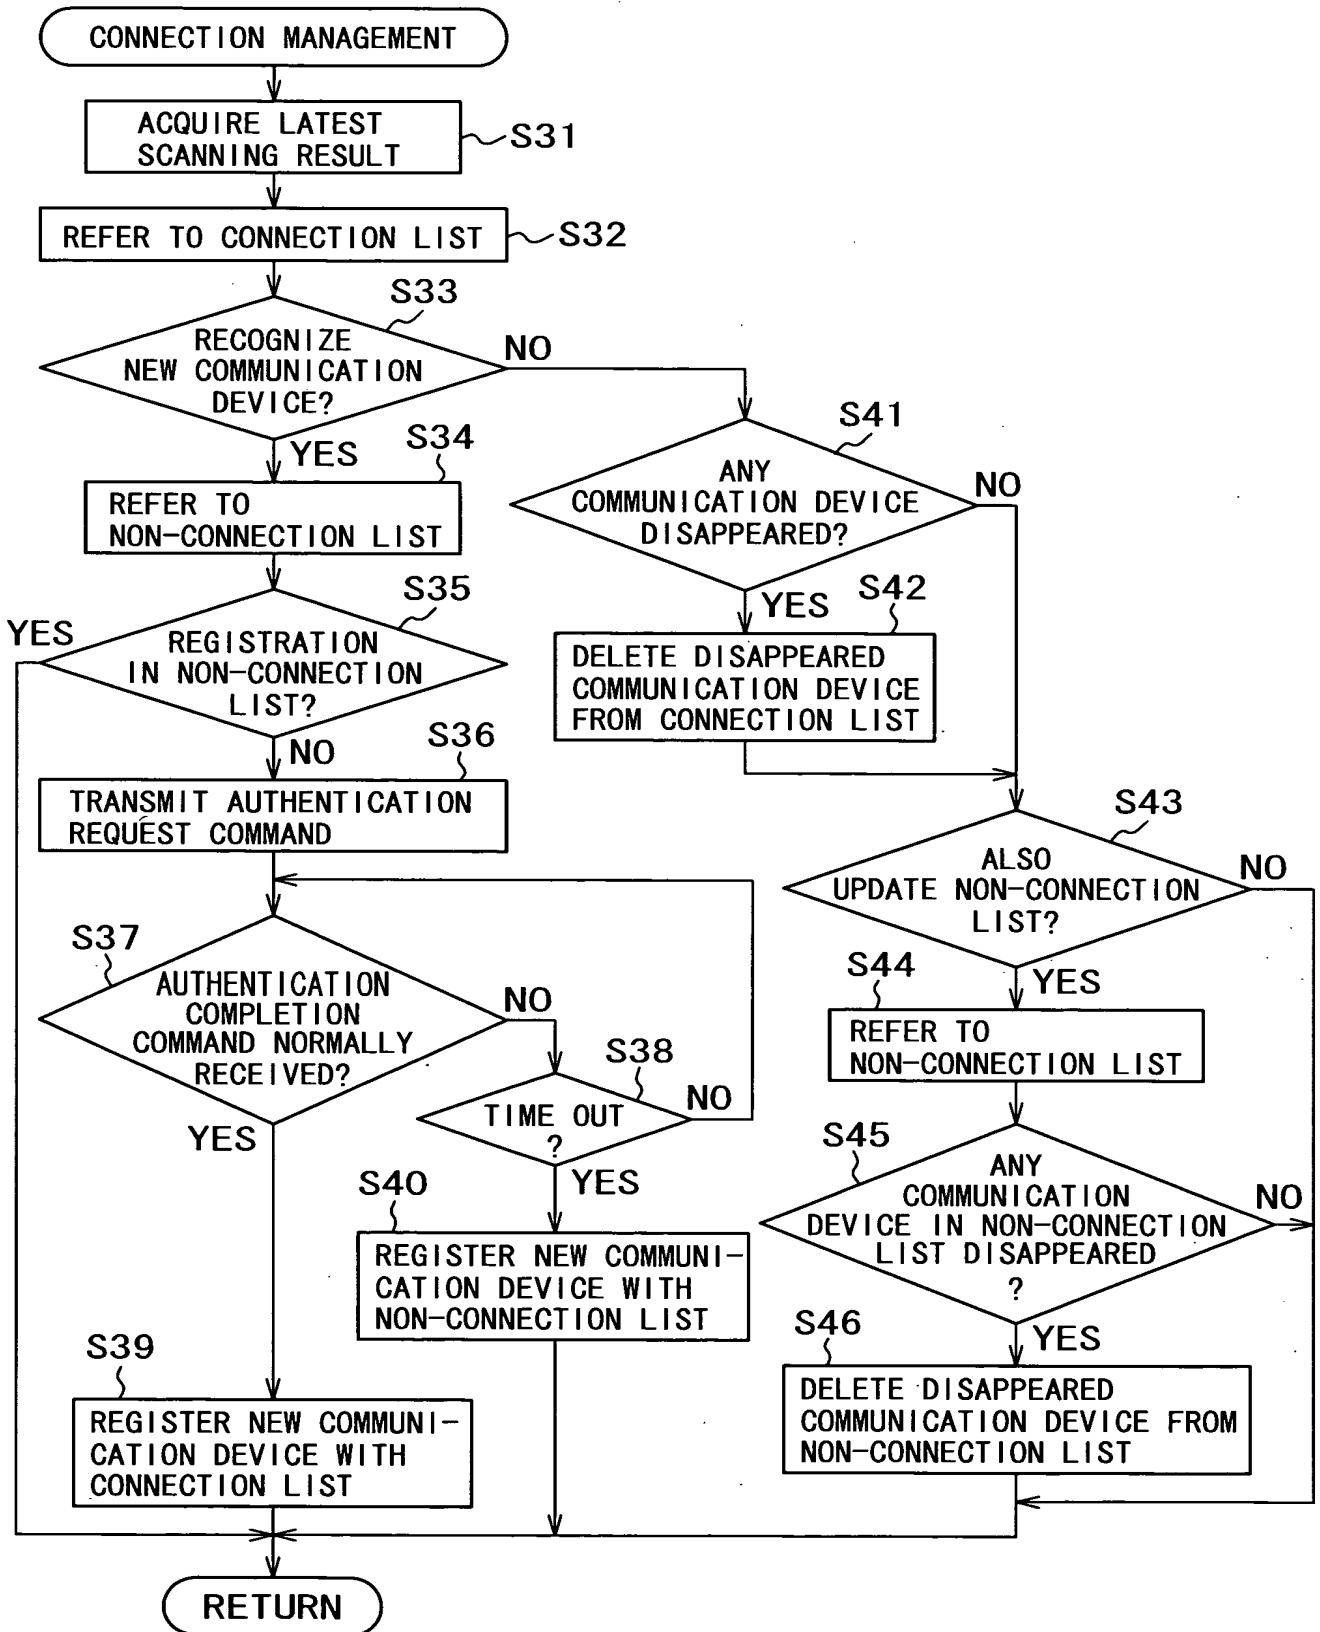 CONNECTION MANAGEMENT
ACQUIRE LATEST
SCANNING RESULT
S31
REFER TO CONNECTION LIST
S32
S33
RECOGNIZE
NEW COMMUNICATION
DEVICE?
NO
YES
S34
REFER TO
NON-CONNECTION LIST
S35
YES
REGISTRATION
IN NON-CONNECTION
LIST?
NO
S36
TRANSMIT AUTHENTICATION
REQUEST COMMAND
S37
AUTHENTICATION
COMPLETION
COMMAND NORMALLY
RECEIVED?
NO
YES
S38
TIME OUT
?
NO
YES
S40
REGISTER NEW COMMUNI-
CATION DEVICE WITH
NON-CONNECTION LIST
S39
REGISTER NEW COMMUNI-
CATION DEVICE WITH
CONNECTION LIST
S41
ANY
COMMUNICATION DEVICE
DISAPPEARED?
NO
YES
S42
DELETE DISAPPEARED
COMMUNICATION DEVICE
FROM CONNECTION LIST
S43
ALSO
UPDATE NON-CONNECTION
LIST?
NO
YES
S44
REFER TO
NON-CONNECTION LIST
S45
ANY
COMMUNICATION
DEVICE IN NON-CONNECTION
LIST DISAPPEARED
?
NO
YES
S46
DELETE DISAPPEARED
COMMUNICATION DEVICE FROM
NON-CONNECTION LIST
RETURN